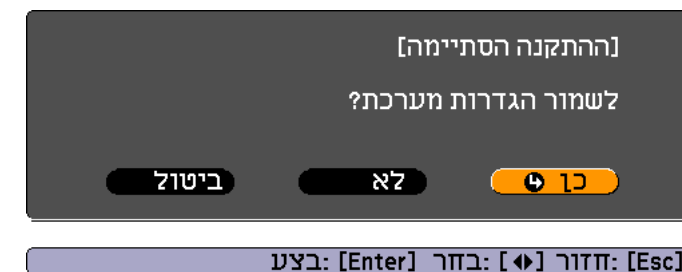 [ההתקנה הסתיימה]
לשמור הגדרות מערכת?
כן לא ביטול
[Esc] :חזור [◆] :בחר [Enter] :בצע